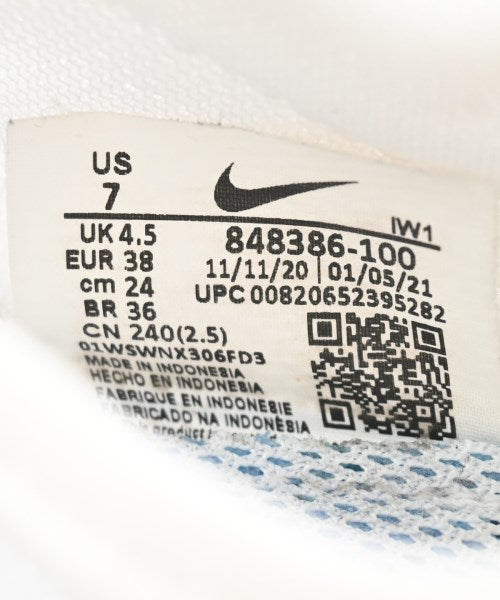 US
7
IW1
UK 4.5
848386-100
EUR 38
11/11/20 | 01/05/21
cm 24
UPC 00820652395282
BR 36
CN 240(2.5)
01WSWNX306FD3
MADE IN INDONESIA
HECHO EN INDONESIA
FABRIQUE EN INDONESIE
FABRICADO NA INDONÈSIA
product